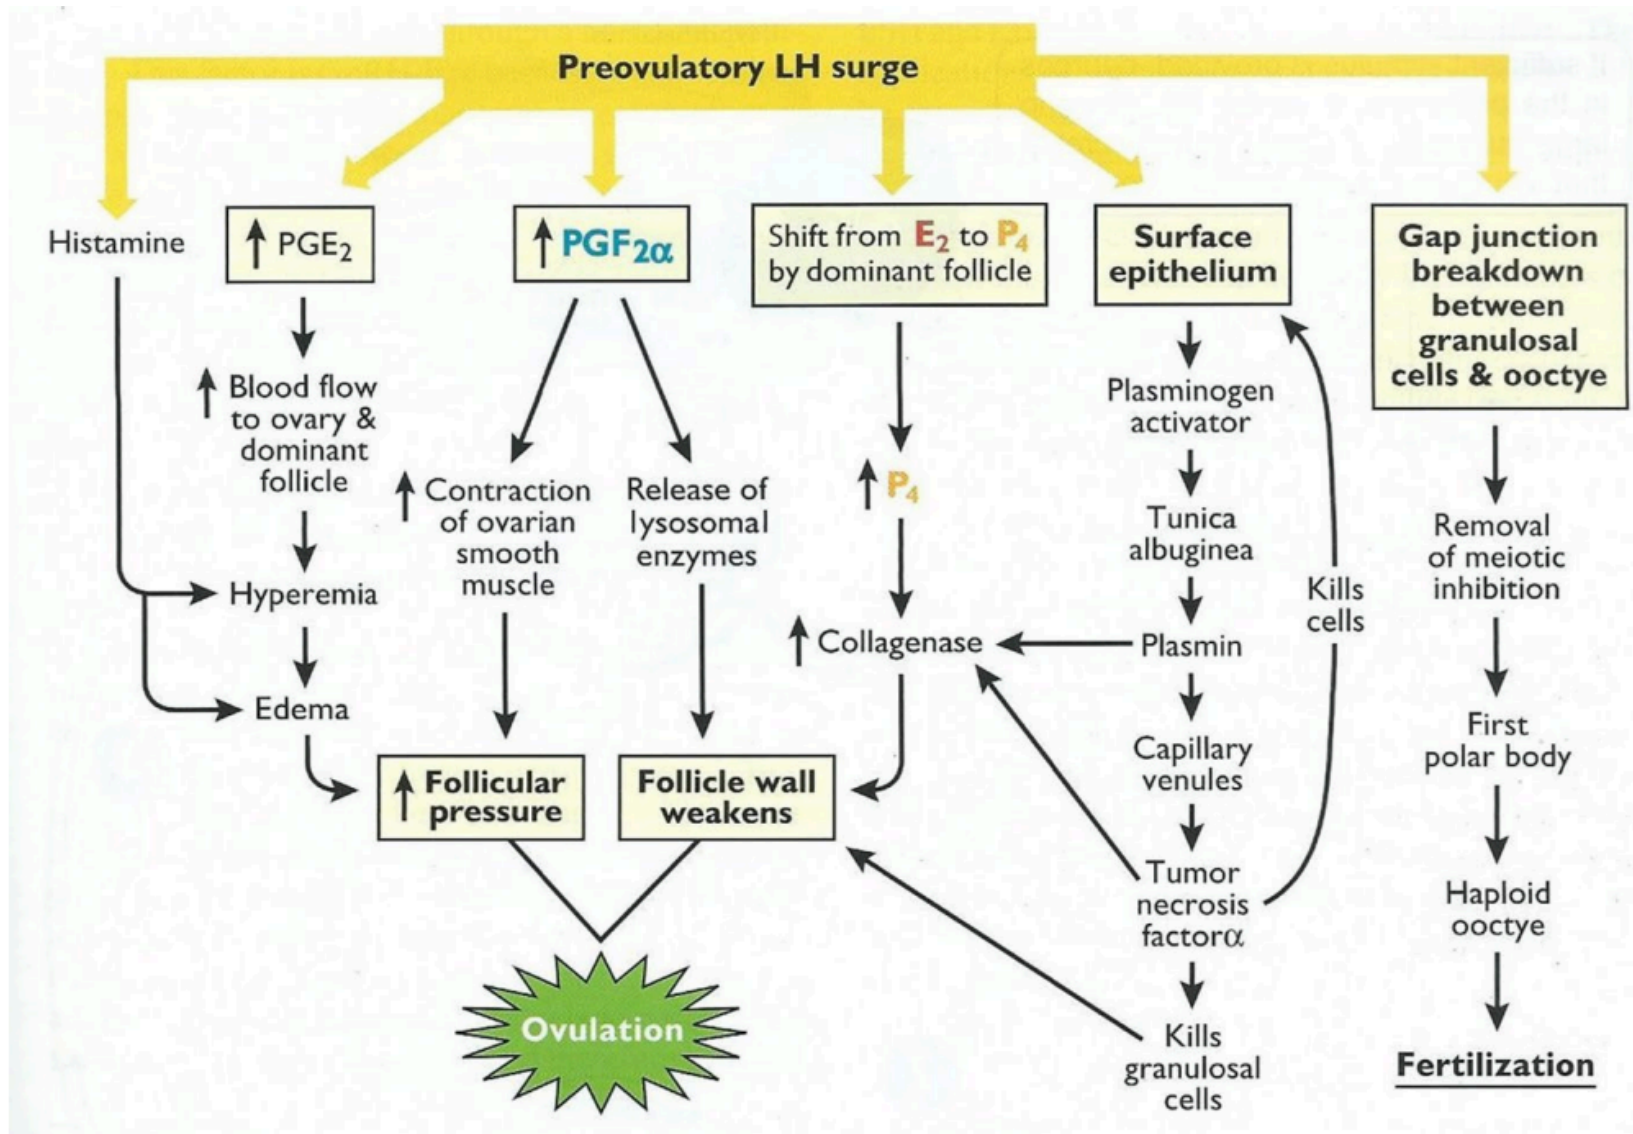 Preovulatory LH surge
Histamine
↑ PGE₂
↑ PGF₂α
Shift from E₂ to P₄
by dominant follicle
Surface
epithelium
Gap junction
breakdown
between
granulosal
cells & ooctye
↑ Blood flow
to ovary &
dominant
follicle
Hyperemia
Edema
↑ Contraction
of ovarian
smooth
muscle
Release of
lysosomal
enzymes
↑ P₄
↑ Collagenase
Plasminogen
activator
Tunica
albuginea
Plasmin
Capillary
venules
Tumor
necrosis
factorα
Kills
granulosal
cells
Kills
cells
Removal
of meiotic
inhibition
First
polar body
Haploid
ooctye
Fertilization
↑ Follicular
pressure
Follicle wall
weakens
Ovulation